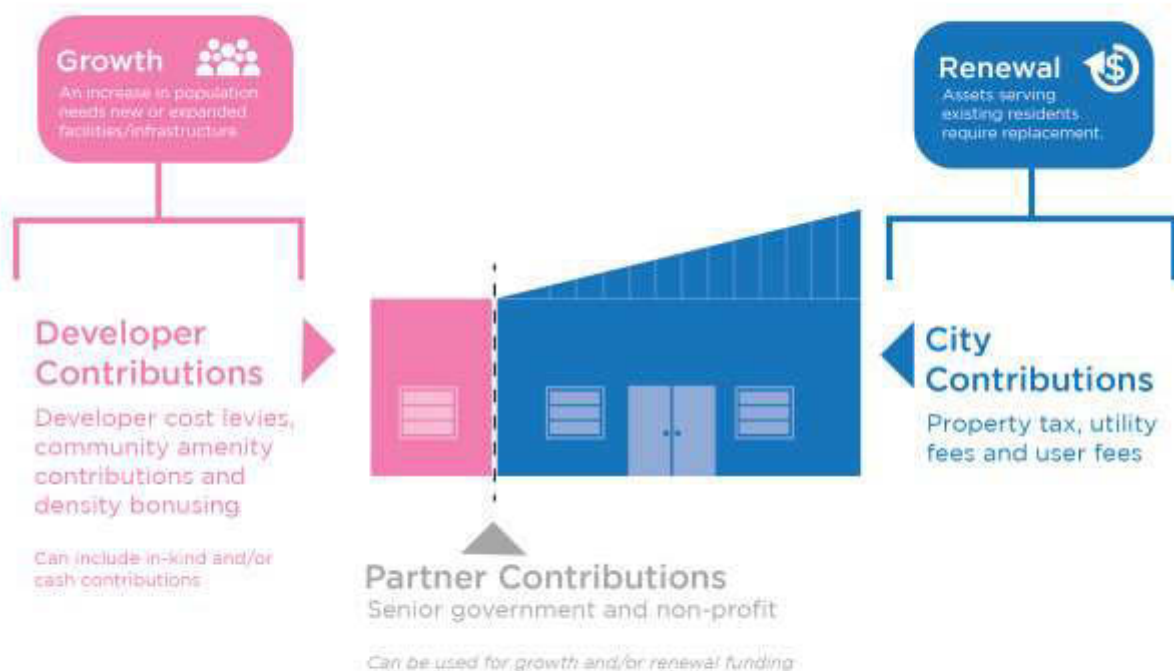 Growth
An increase in population
needs new or expanded
facilities/infrastructure.
Renewal
Assets serving
existing residents
require replacement.
$
Developer
Contributions
Developer cost levies,
community amenity
contributions and
density bonusing
Can include in-kind and/or
cash contributions
City
Contributions
Property tax, utility
fees and user fees
Partner Contributions
Senior government and non-profit
Can be used for growth and/or renewal funding